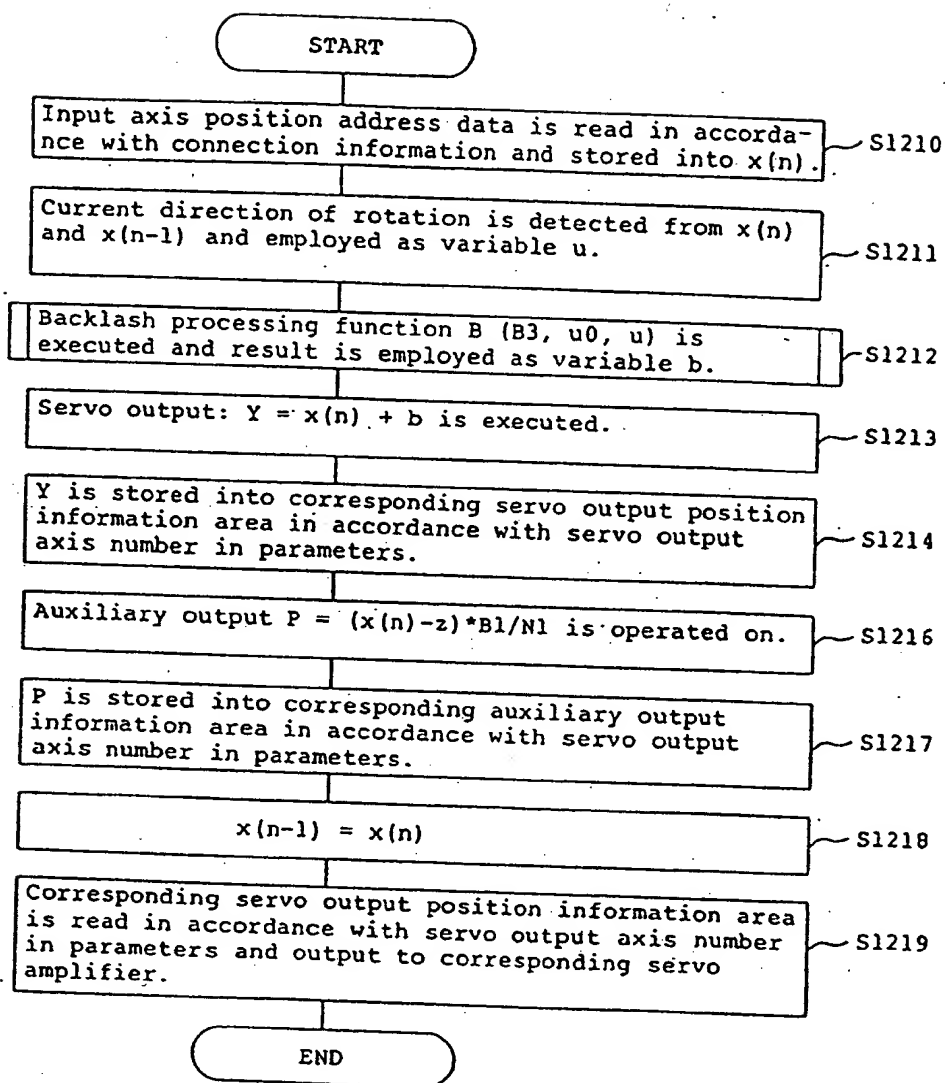 START
Input axis position address data is read in accorda-
nce with connection information and stored into x(n).
S1210
Current direction of rotation is detected from x(n)
and x(n-1) and employed as variable u.
S1211
Backlash processing function B (B3, u0, u) is
executed and result is employed as variable b.
S1212
Servo output: Y = x(n) + b is executed.
S1213
Y is stored into corresponding servo output position
information area in accordance with servo output
axis number in parameters.
S1214
Auxiliary output P = (x(n)-z)*B1/N1 is operated on.
S1216
P is stored into corresponding auxiliary output
information area in accordance with servo output
axis number in parameters.
S1217
x(n-1) = x(n)
S1218
Corresponding servo output position information area
is read in accordance with servo output axis number
in parameters and output to corresponding servo
amplifier.
S1219
END